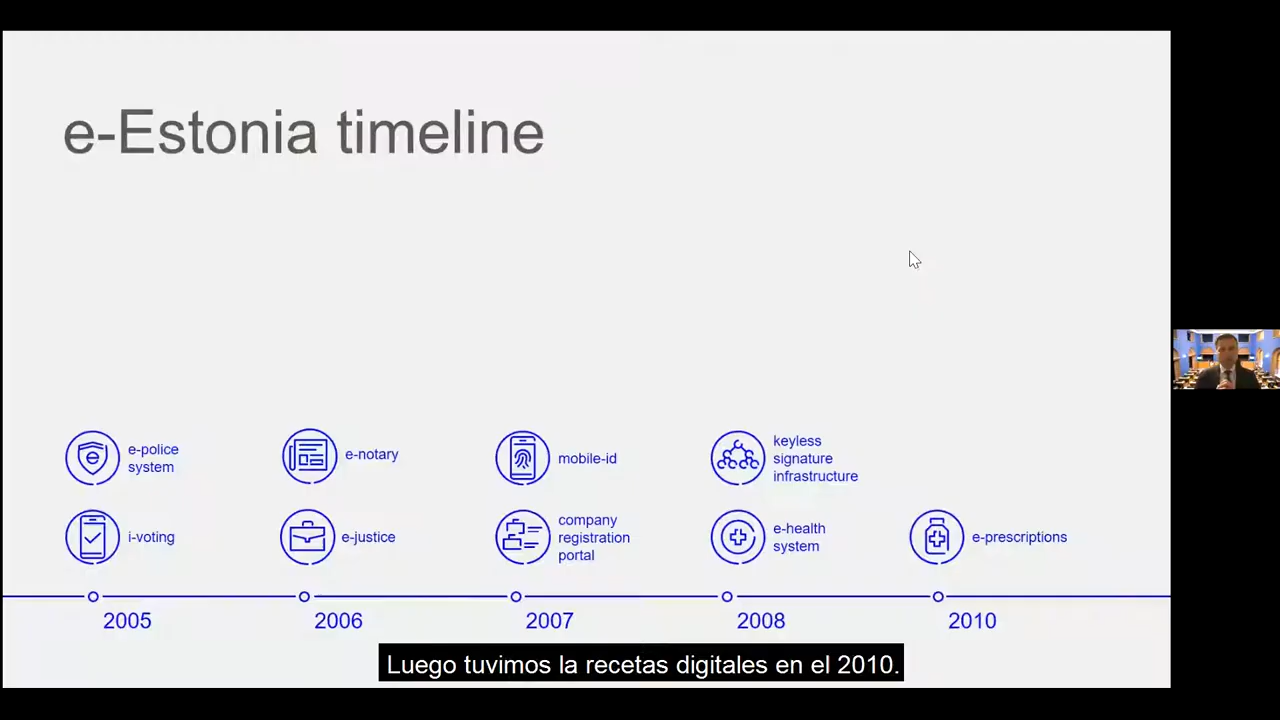 e-Estonia timeline
e-police
system
e-notary
mobile-id
keyless
signature
infrastructure
i-voting
e-justice
company
registration
portal
e-health
system
e-prescriptions
2005
2006
2007
2008
2010
Luego tuvimos la recetas digitales en el 2010.